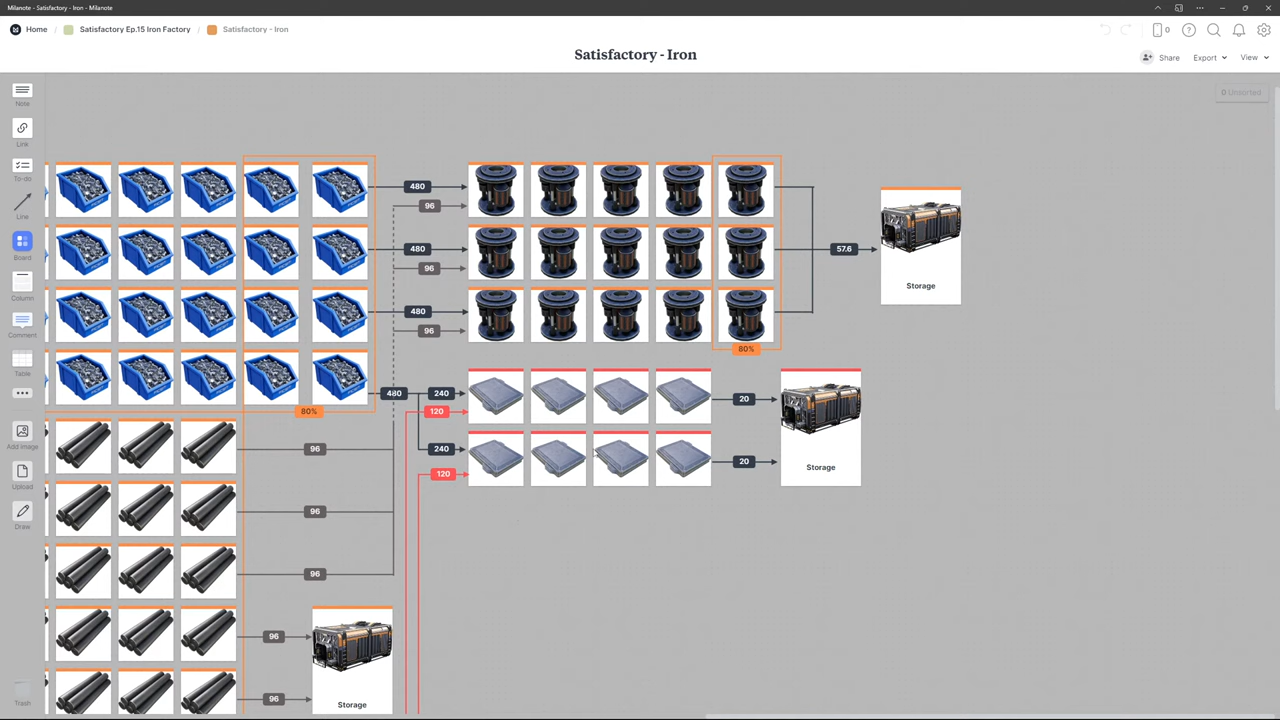 Milanote - Satisfactory - Iron - Milanote
Home / Satisfactory Ep.15 Iron Factory / Satisfactory - Iron
0
Satisfactory - Iron
Share
Export
View
0 Unsorted
Note
Link
To-do
Line
Board
Column
Comment
Table
Add image
Upload
Draw
Trash
480
96
480
96
57.6
Storage
480
96
80%
480
240
120
20
80%
96
240
120
20
Storage
96
96
96
96
Storage